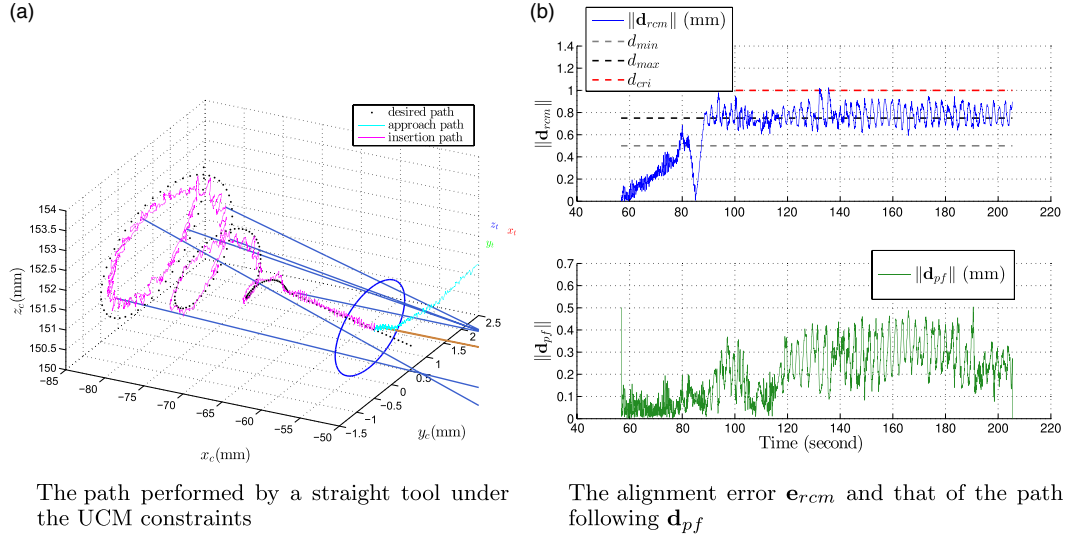 (a)
desired path
approach path
insertion path
z_t
x_t
y_t
154
153.5
153
152.5
152
151.5
151
150.5
150
z_c(mm)
−85
−80
−75
−70
−65
−60
−55
−50
x_c(mm)
−1.5
−1
−0.5
0
0.5
1
1.5
2
2.5
y_c(mm)
The path performed by a straight tool under
the UCM constraints
(b)
‖d_rcm‖ (mm)
d_min
d_max
d_cri
1.4
1.2
1
0.8
0.6
0.4
0.2
0
‖d_rcm‖
40 60 80 100 120 140 160 180 200 220
‖d_pf‖ (mm)
0.7
0.6
0.5
0.4
0.3
0.2
0.1
0
‖d_pf‖
40 60 80 100 120 140 160 180 200 220
Time (second)
The alignment error e_rcm and that of the path
following d_pf